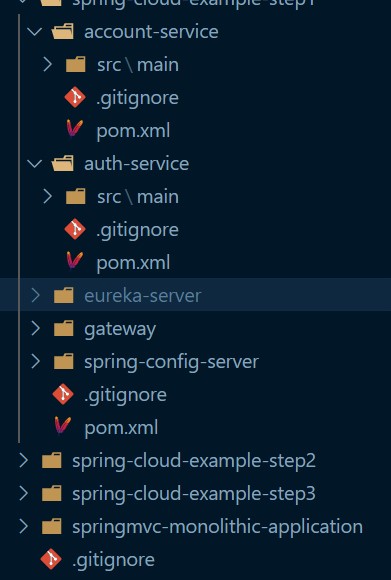 spring-cloud-example-step1
account-service
src\main
.gitignore
pom.xml
auth-service
src\main
.gitignore
pom.xml
eureka-server
gateway
spring-config-server
.gitignore
pom.xml
spring-cloud-example-step2
spring-cloud-example-step3
springmvc-monolithic-application
.gitignore